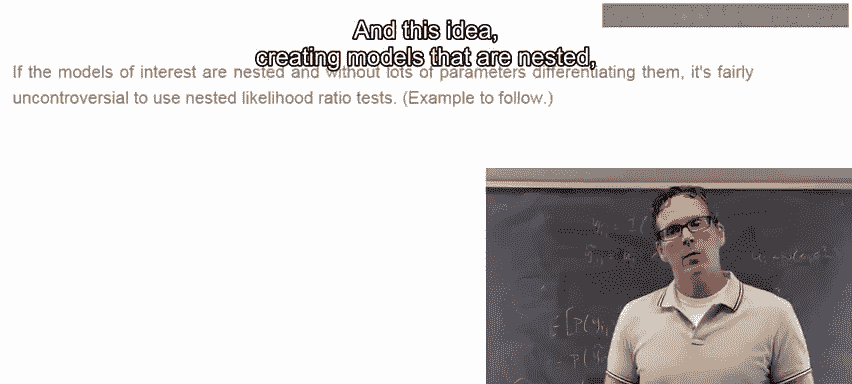 And this idea,
creating models that are nested,
If the models of interest are nested and without lots of parameters differentiating them, it's fairly
uncontroversial to use nested likelihood ratio tests. (Example to follow.)